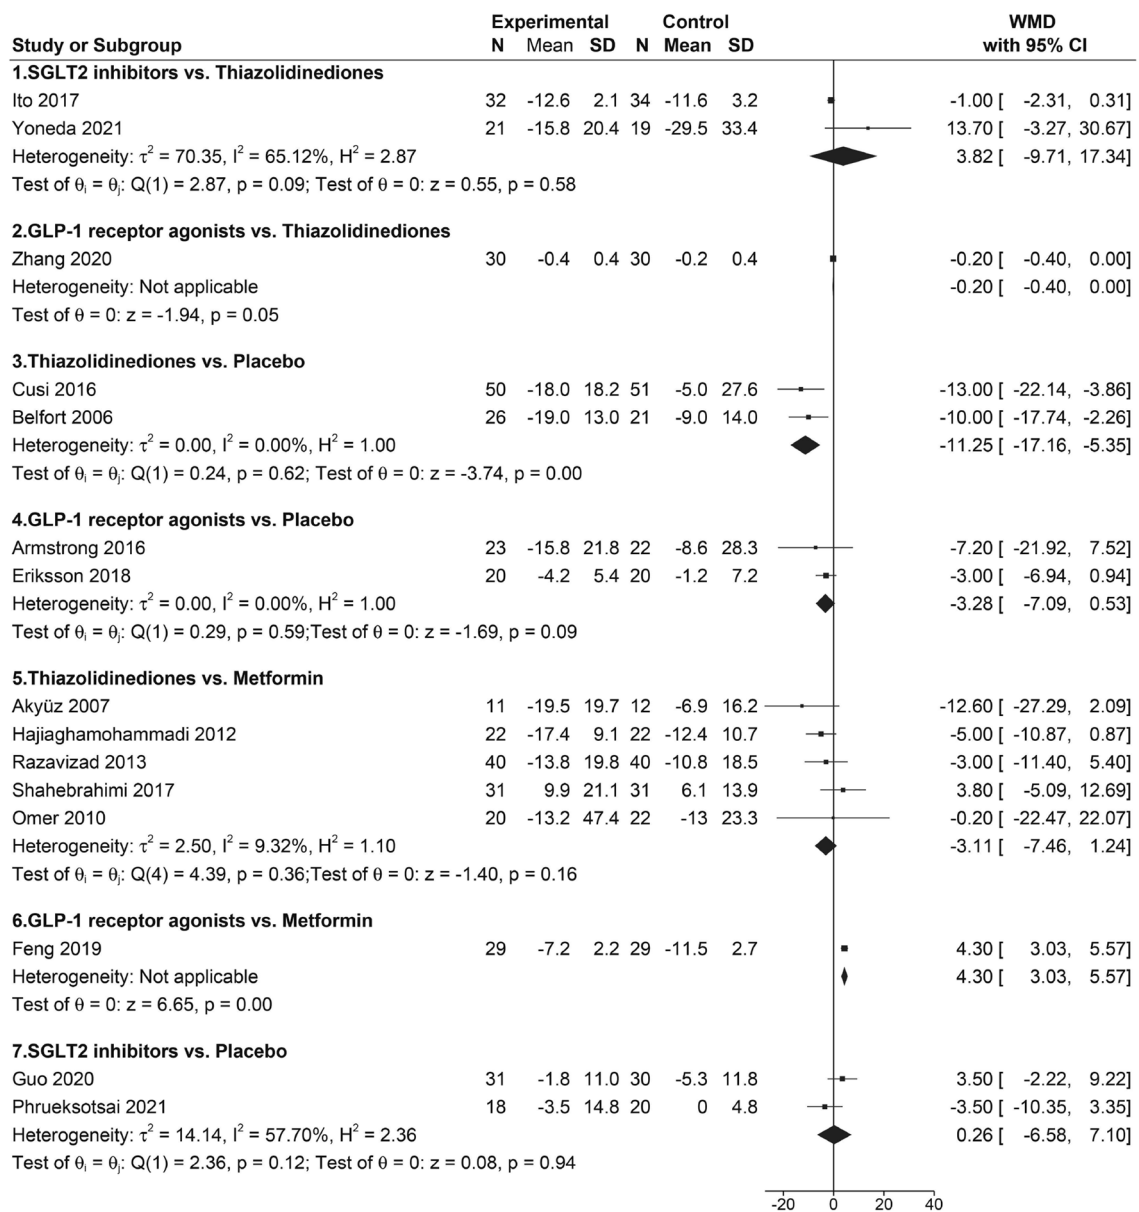 Experimental Control WMD
Study or Subgroup N Mean SD N Mean SD with 95% CI
1.SGLT2 inhibitors vs. Thiazolidinediones
Ito 2017 32 -12.6 2.1 34 -11.6 3.2 -1.00 [ -2.31, 0.31]
Yoneda 2021 21 -15.8 20.4 19 -29.5 33.4 13.70 [ -3.27, 30.67]
Heterogeneity: τ² = 70.35, I² = 65.12%, H² = 2.87 3.82 [ -9.71, 17.34]
Test of θᵢ = θⱼ: Q(1) = 2.87, p = 0.09; Test of θ = 0: z = 0.55, p = 0.58
2.GLP-1 receptor agonists vs. Thiazolidinediones
Zhang 2020 30 -0.4 0.4 30 -0.2 0.4 -0.20 [ -0.40, 0.00]
Heterogeneity: Not applicable -0.20 [ -0.40, 0.00]
Test of θ = 0: z = -1.94, p = 0.05
3.Thiazolidinediones vs. Placebo
Cusi 2016 50 -18.0 18.2 51 -5.0 27.6 -13.00 [ -22.14, -3.86]
Belfort 2006 26 -19.0 13.0 21 -9.0 14.0 -10.00 [ -17.74, -2.26]
Heterogeneity: τ² = 0.00, I² = 0.00%, H² = 1.00 -11.25 [ -17.16, -5.35]
Test of θᵢ = θⱼ: Q(1) = 0.24, p = 0.62; Test of θ = 0: z = -3.74, p = 0.00
4.GLP-1 receptor agonists vs. Placebo
Armstrong 2016 23 -15.8 21.8 22 -8.6 28.3 -7.20 [ -21.92, 7.52]
Eriksson 2018 20 -4.2 5.4 20 -1.2 7.2 -3.00 [ -6.94, 0.94]
Heterogeneity: τ² = 0.00, I² = 0.00%, H² = 1.00 -3.28 [ -7.09, 0.53]
Test of θᵢ = θⱼ: Q(1) = 0.29, p = 0.59;Test of θ = 0: z = -1.69, p = 0.09
5.Thiazolidinediones vs. Metformin
Akyüz 2007 11 -19.5 19.7 12 -6.9 16.2 -12.60 [ -27.29, 2.09]
Hajiaghamohammadi 2012 22 -17.4 9.1 22 -12.4 10.7 -5.00 [ -10.87, 0.87]
Razavizad 2013 40 -13.8 19.8 40 -10.8 18.5 -3.00 [ -11.40, 5.40]
Shahebrahimi 2017 31 9.9 21.1 31 6.1 13.9 3.80 [ -5.09, 12.69]
Omer 2010 20 -13.2 47.4 22 -13 23.3 -0.20 [ -22.47, 22.07]
Heterogeneity: τ² = 2.50, I² = 9.32%, H² = 1.10 -3.11 [ -7.46, 1.24]
Test of θᵢ = θⱼ: Q(4) = 4.39, p = 0.36;Test of θ = 0: z = -1.40, p = 0.16
6.GLP-1 receptor agonists vs. Metformin
Feng 2019 29 -7.2 2.2 29 -11.5 2.7 4.30 [ 3.03, 5.57]
Heterogeneity: Not applicable 4.30 [ 3.03, 5.57]
Test of θ = 0: z = 6.65, p = 0.00
7.SGLT2 inhibitors vs. Placebo
Guo 2020 31 -1.8 11.0 30 -5.3 11.8 3.50 [ -2.22, 9.22]
Phrueksotsai 2021 18 -3.5 14.8 20 0 4.8 -3.50 [ -10.35, 3.35]
Heterogeneity: τ² = 14.14, I² = 57.70%, H² = 2.36 0.26 [ -6.58, 7.10]
Test of θᵢ = θⱼ: Q(1) = 2.36, p = 0.12; Test of θ = 0: z = 0.08, p = 0.94
-20 0 20 40